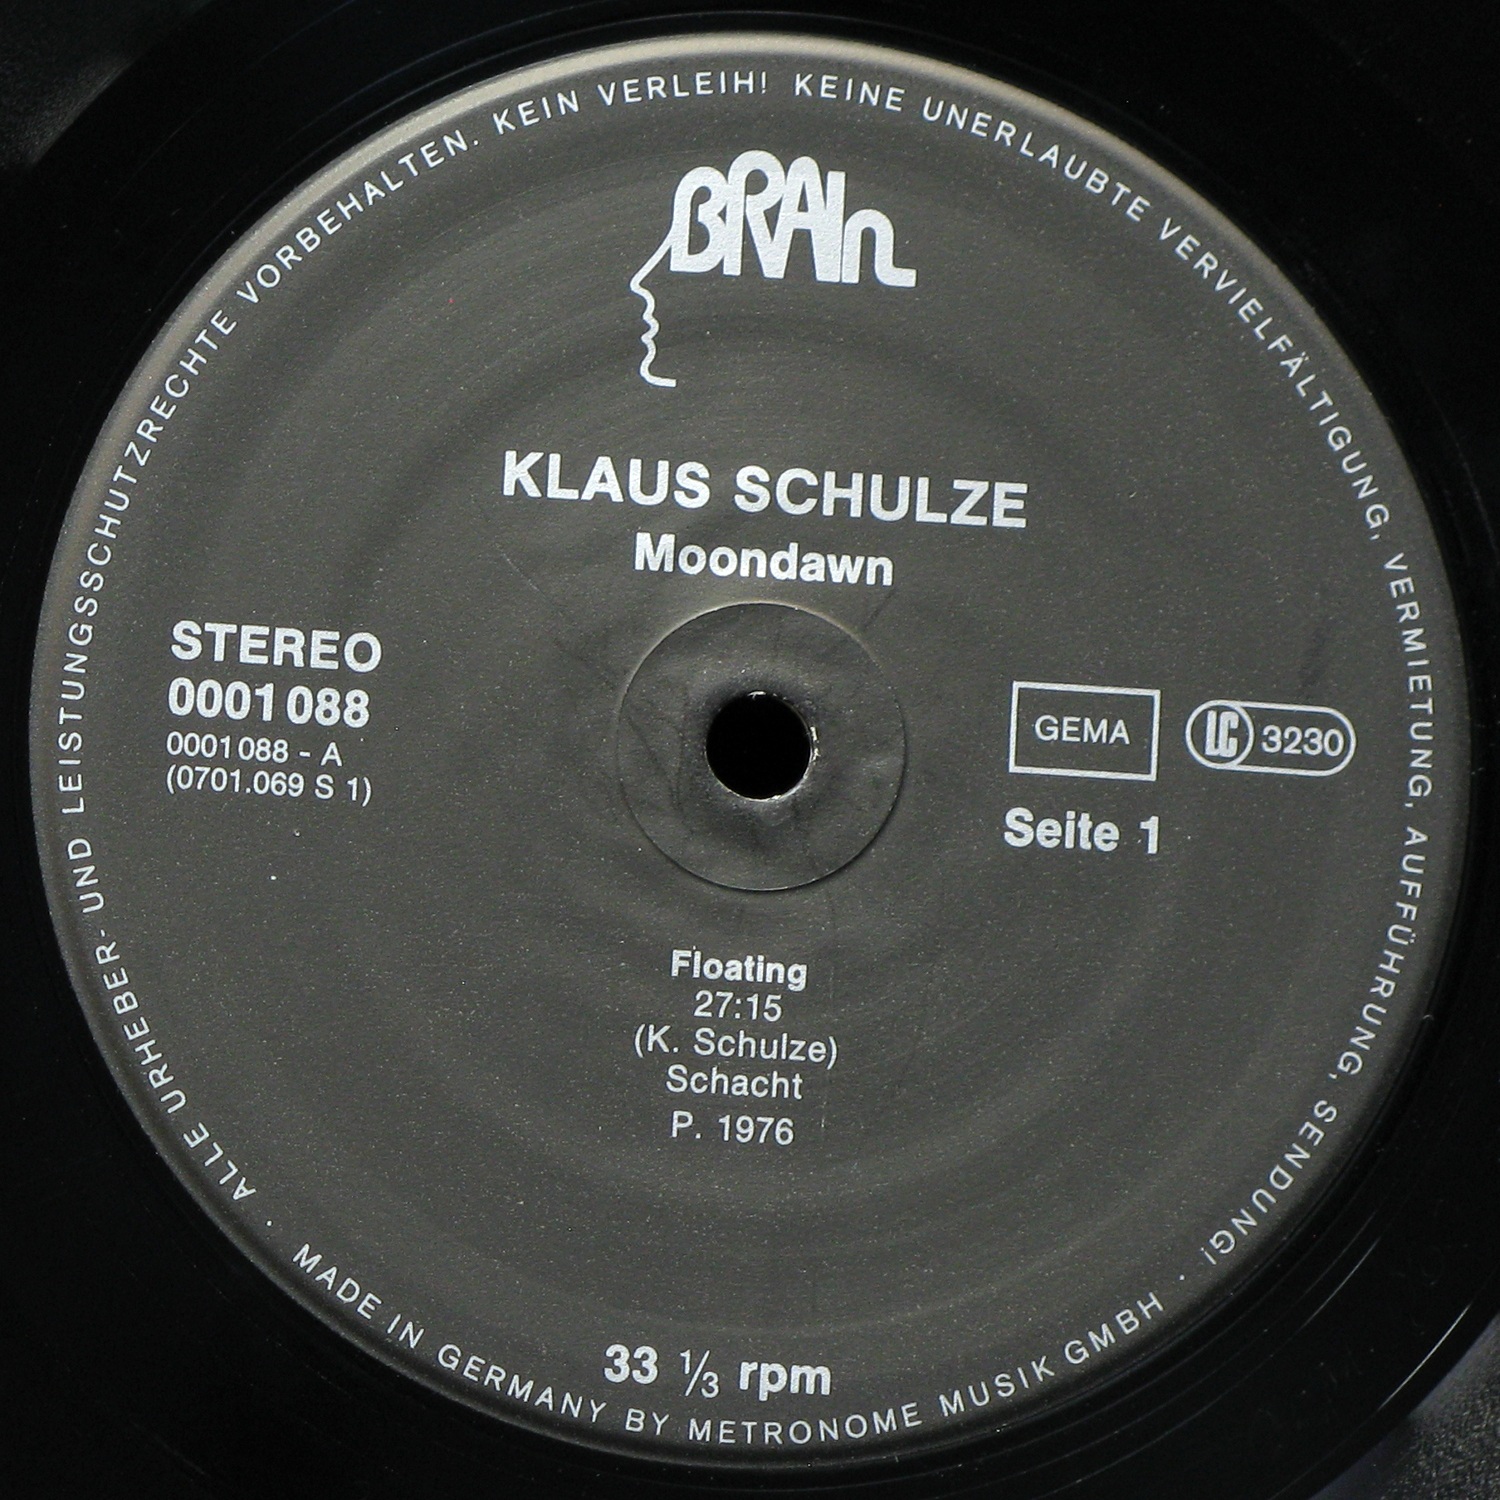 ALLE URHEBER- UND LEISTUNGSSCHUTZRECHTE VORBEHALTEN. KEIN VERLEIH! KEINE UNERLAUBTE VERVIELFÄLTIGUNG, VERMIETUNG, AUFFÜHRUNG, SENDUNG!
BRAIn
KLAUS SCHULZE
Moondawn
STEREO
0001 088
0001 088 - A
(0701.069 S 1)
GEMA
LC 3230
Seite 1
Floating
27:15
(K. Schulze)
Schacht
P. 1976
33 1/3 rpm
· MADE IN GERMANY BY METRONOME MUSIK GMBH ·